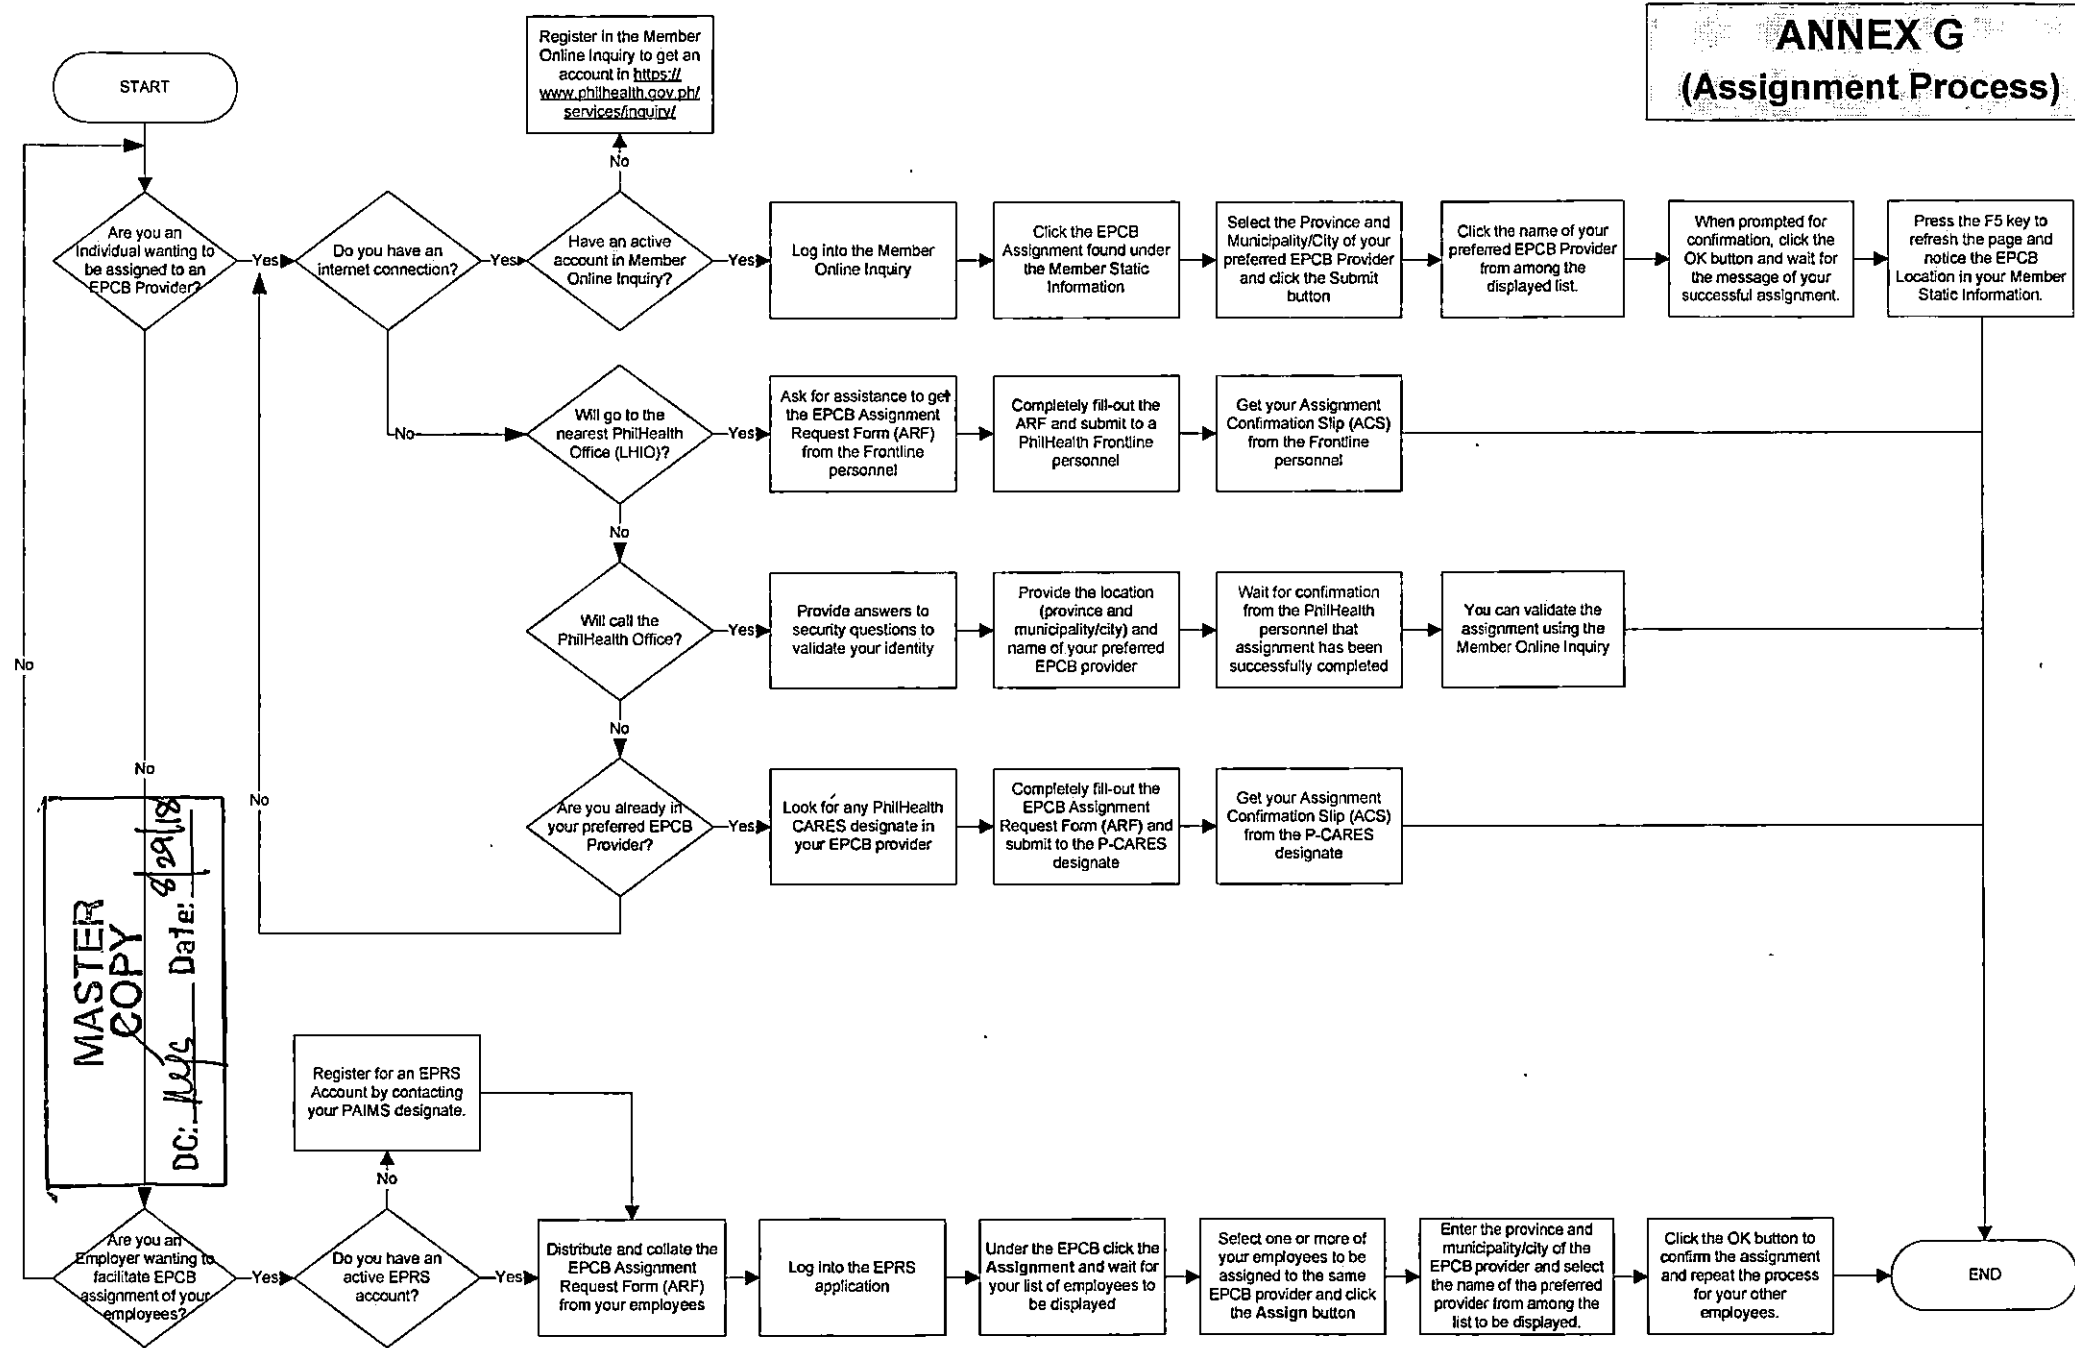 ANNEX G
(Assignment Process)
START
Register in the Member
Online Inquiry to get an
account in https://
www.philhealth.gov.ph/
services/inquiry/
No
Are you an
Individual wanting to
be assigned to an
EPCB Provider?
Yes
Do you have an
internet connection?
Yes
Have an active
account in Member
Online Inquiry?
Yes
Log into the Member
Online Inquiry
Click the EPCB
Assignment found under
the Member Static
Information
Select the Province and
Municipality/City of your
preferred EPCB Provider
and click the Submit
button
Click the name of your
preferred EPCB Provider
from among the
displayed list.
When prompted for
confirmation, click the
OK button and wait for
the message of your
successful assignment.
Press the F5 key to
refresh the page and
notice the EPCB
Location in your Member
Static Information.
No
Will go to the
nearest PhilHealth
Office (LHIO)?
Yes
Ask for assistance to get
the EPCB Assignment
Request Form (ARF)
from the Frontline
personnel
Completely fill-out the
ARF and submit to a
PhilHealth Frontline
personnel
Get your Assignment
Confirmation Slip (ACS)
from the Frontline
personnel
No
Will call the
PhilHealth Office?
Yes
Provide answers to
security questions to
validate your identity
Provide the location
(province and
municipality/city) and
name of your preferred
EPCB provider
Wait for confirmation
from the PhilHealth
personnel that
assignment has been
successfully completed
You can validate the
assignment using the
Member Online Inquiry
No
No
No
No
Are you already in
your preferred EPCB
Provider?
Yes
Look for any PhilHealth
CARES designate in
your EPCB provider
Completely fill-out the
EPCB Assignment
Request Form (ARF) and
submit to the P-CARES
designate
Get your Assignment
Confirmation Slip (ACS)
from the P-CARES
designate
MASTER
COPY
DC: Date: 8/29/18
Register for an EPRS
Account by contacting
your PAIMS designate.
No
Are you an
Employer wanting to
facilitate EPCB
assignment of your
employees?
Yes
Do you have an
active EPRS
account?
Yes
Distribute and collate the
EPCB Assignment
Request Form (ARF)
from your employees
Log into the EPRS
application
Under the EPCB click the
Assignment and wait for
your list of employees to
be displayed
Select one or more of
your employees to be
assigned to the same
EPCB provider and click
the Assign button
Enter the province and
municipality/city of the
EPCB provider and select
the name of the preferred
provider from among the
list to be displayed.
Click the OK button to
confirm the assignment
and repeat the process
for your other
employees.
END